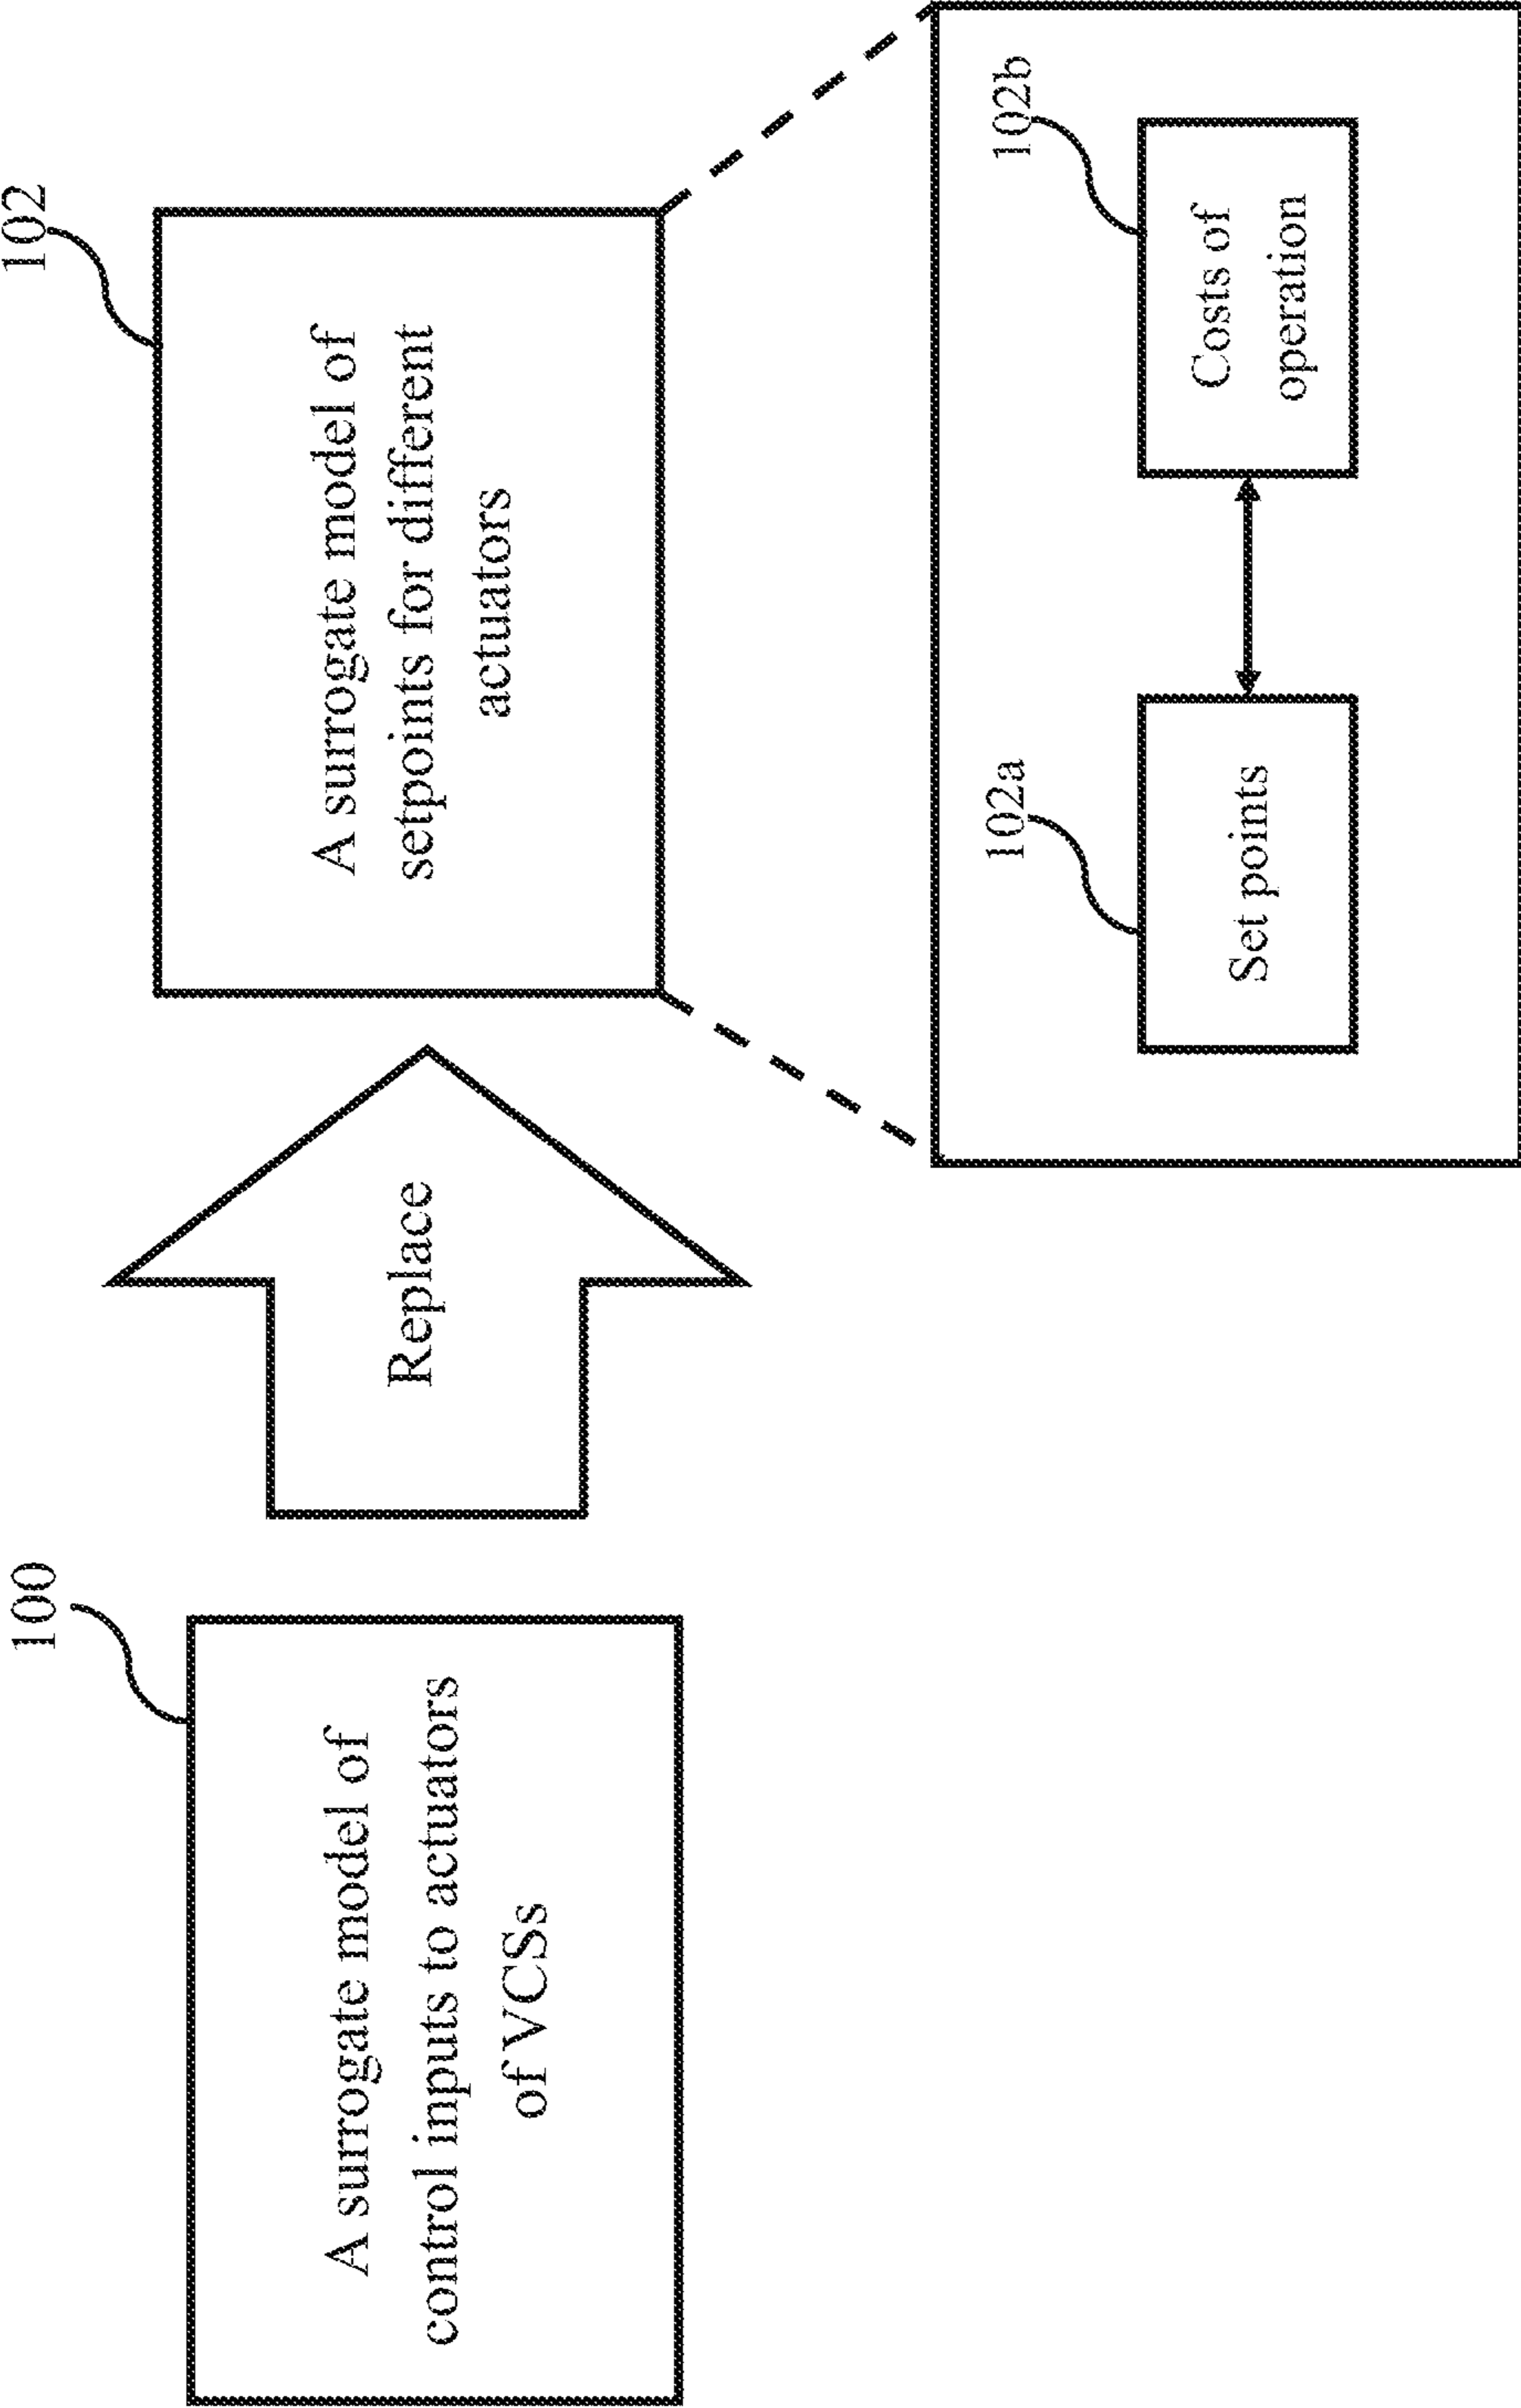 100
A surrogate model of
control inputs to actuators
of VCSs
Replace
102
A surrogate model of
setpoints for different
actuators
102a
Set points
102b
Costs of
operation